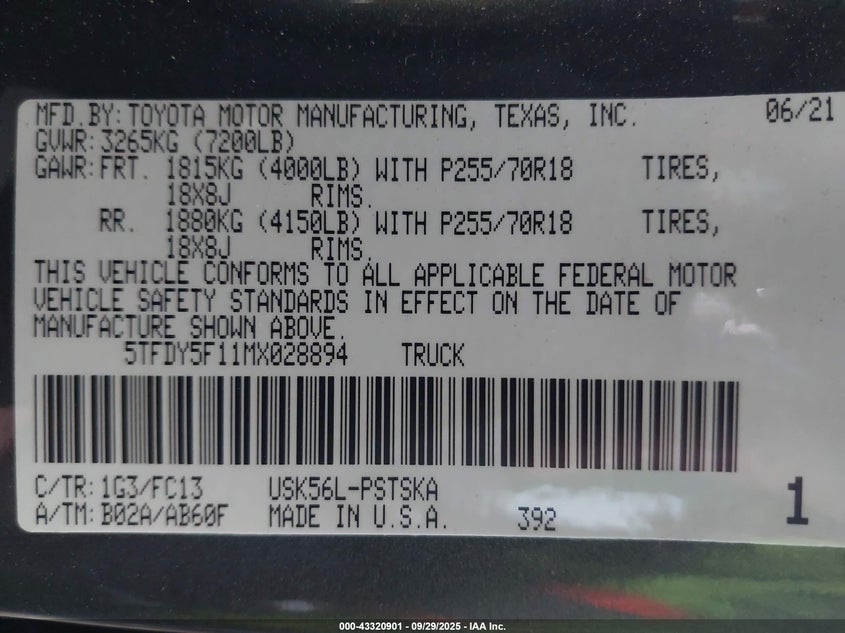 MFD.BY:TOYOTA MOTOR MANUFACTURING, TEXAS, INC. 06/21
GVWR:3265KG (7200LB)
GAWR:FRT. 1815KG (4000LB) WITH P255/70R18 TIRES,
18X8J RIMS.
RR. 1880KG (4150LB) WITH P255/70R18 TIRES,
18X8J RIMS.
THIS VEHICLE CONFORMS TO ALL APPLICABLE FEDERAL MOTOR
VEHICLE SAFETY STANDARDS IN EFFECT ON THE DATE OF
MANUFACTURE SHOWN ABOVE.
5TFDY5F11MX028894 TRUCK
C/TR:1G3/FC13 USK56L-PSTSKA
A/TM:B02A/AB60F MADE IN U.S.A. 392
1
000-43320901 - 09/29/2025 - IAA Inc.